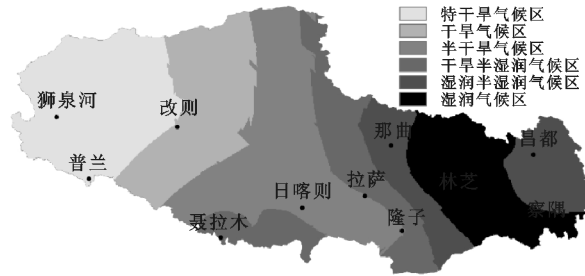 特干旱气候区
干旱气候区
半干旱气候区
干旱半湿润气候区
湿润半湿润气候区
湿润气候区
狮泉河
改则
普兰
那曲
昌都
林芝
拉萨
日喀则
察隅
隆子
聂拉木